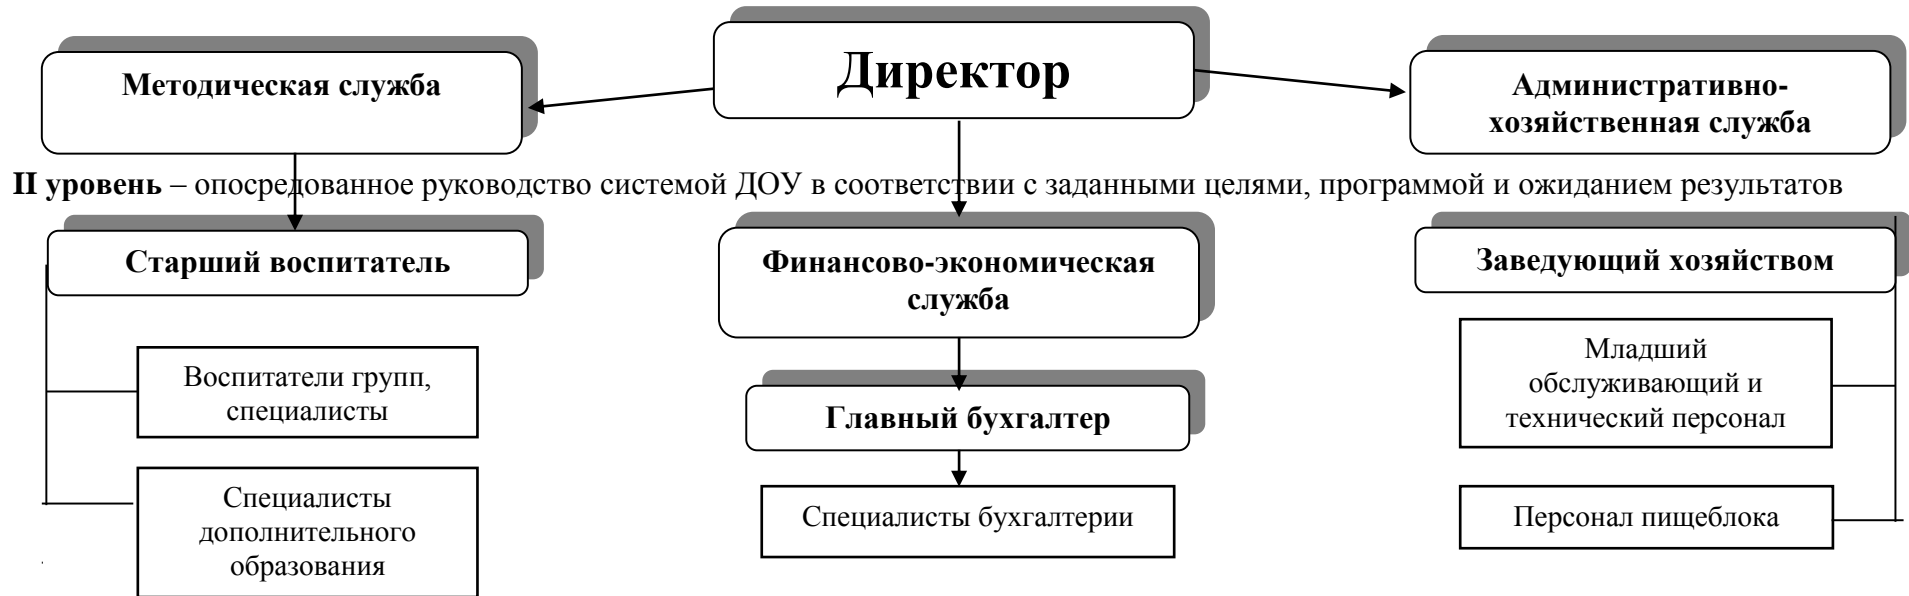 Директор
Методическая служба
Административно-
хозяйственная служба
II уровень – опосредованное руководство системой ДОУ в соответствии с заданными целями, программой и ожиданием результатов
Старший воспитатель
Финансово-экономическая
служба
Заведующий хозяйством
Воспитатели групп,
специалисты
Главный бухгалтер
Младший
обслуживающий и
технический персонал
Специалисты
дополнительного
образования
Специалисты бухгалтерии
Персонал пищеблока